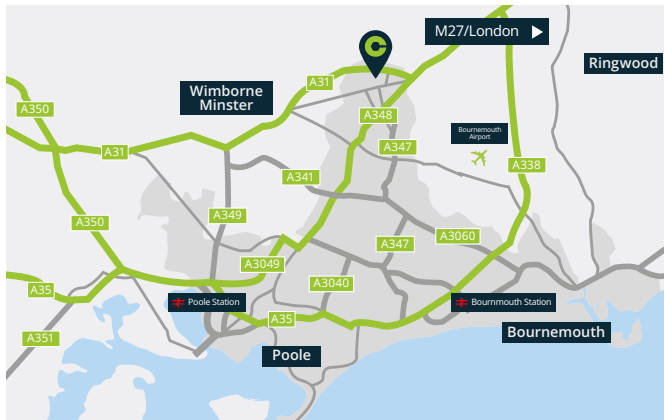 M27/London
Ringwood
Wimborne
Minster
A31
A350
A348
Bournemouth
Airport
A347
A31
A338
A341
A349
A350
A3060
A347
A3049
A3040
A35
Poole Station
Bournmouth Station
A35
A351
Bournemouth
Poole